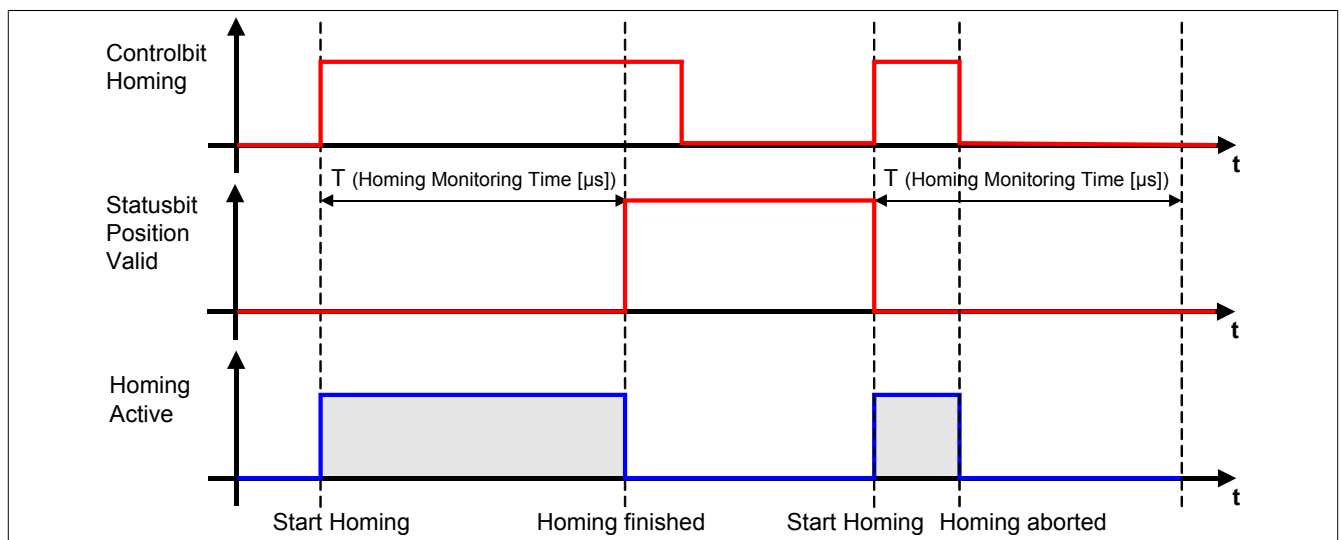 Controlbit
Homing
t
T (Homing Monitoring Time [µs])
T (Homing Monitoring Time [µs])
Statusbit
Position
Valid
t
Homing
Active
t
Start Homing
Homing finished
Start Homing
Homing aborted